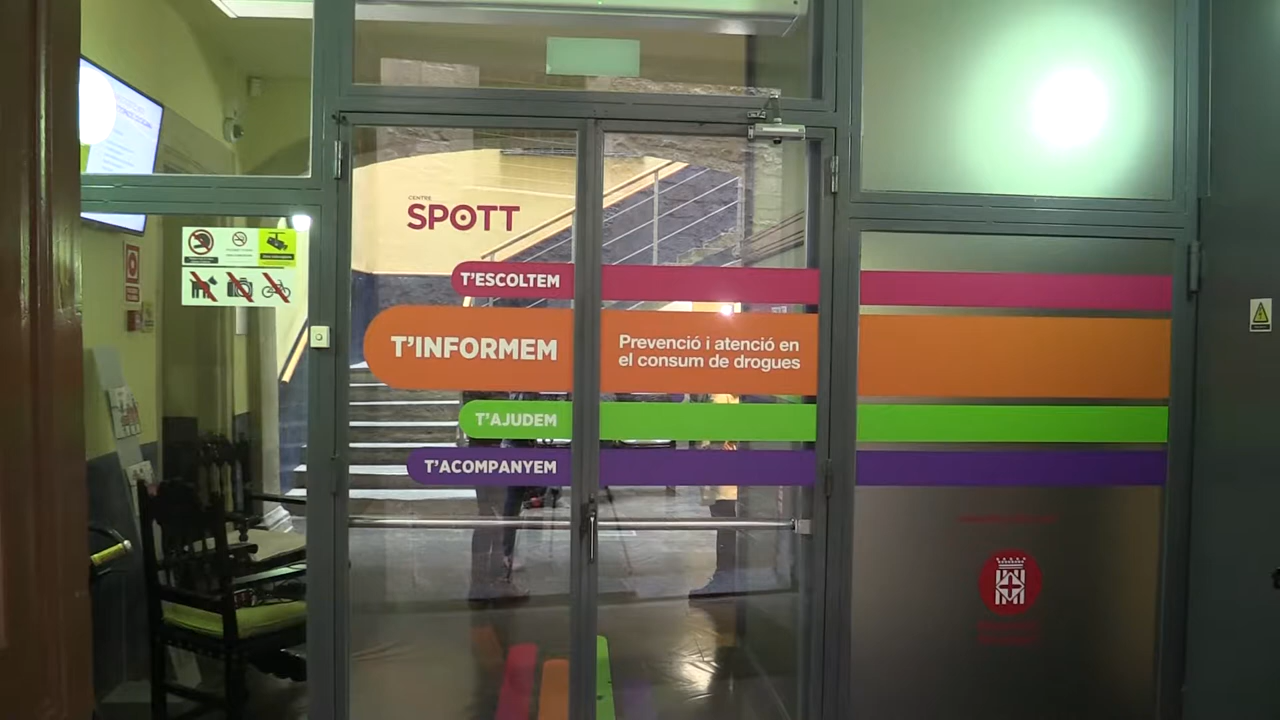 CENTRE
SPOTT
T'ESCOLTEM
T'INFORMEM
Prevenció i atenció en
el consum de drogues
T'AJUDEM
T'ACOMPANYEM